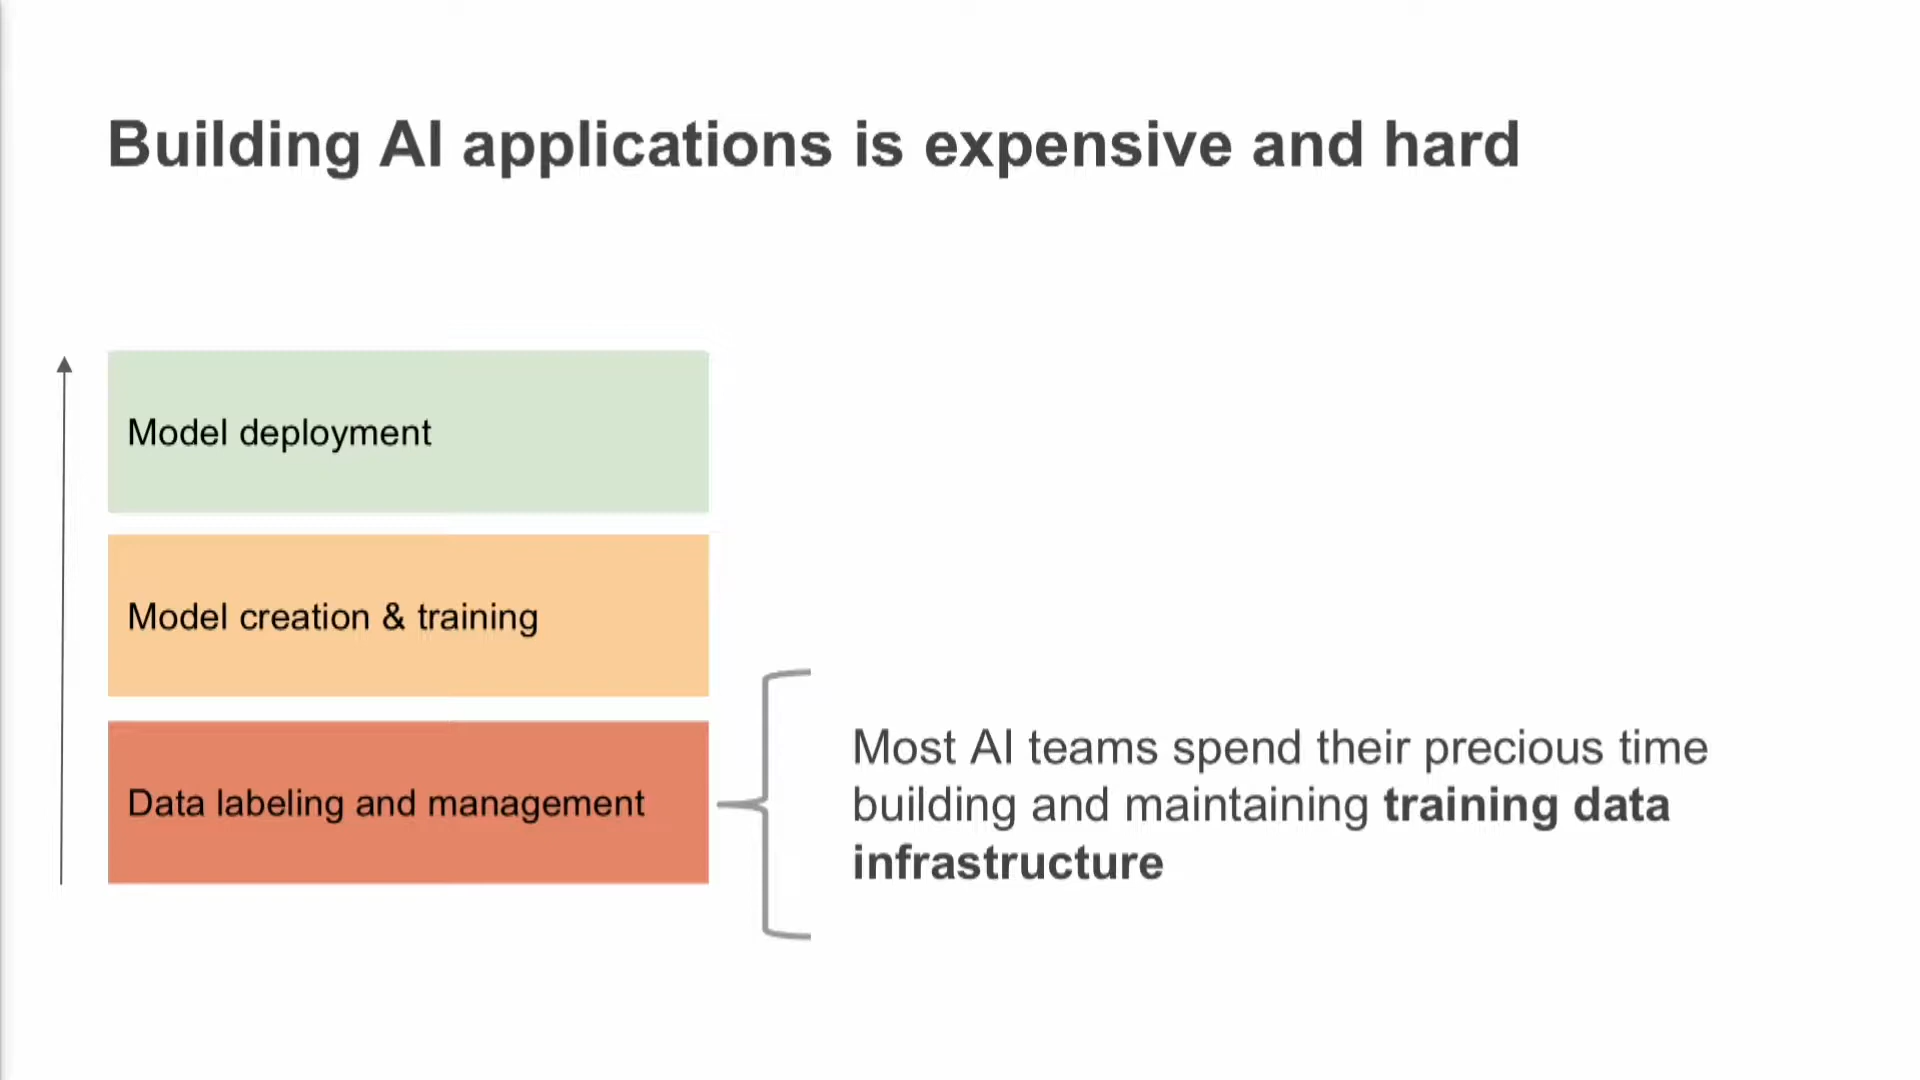 Building AI applications is expensive and hard
Model deployment
Model creation & training
Data labeling and management
Most AI teams spend their precious time
building and maintaining training data
infrastructure